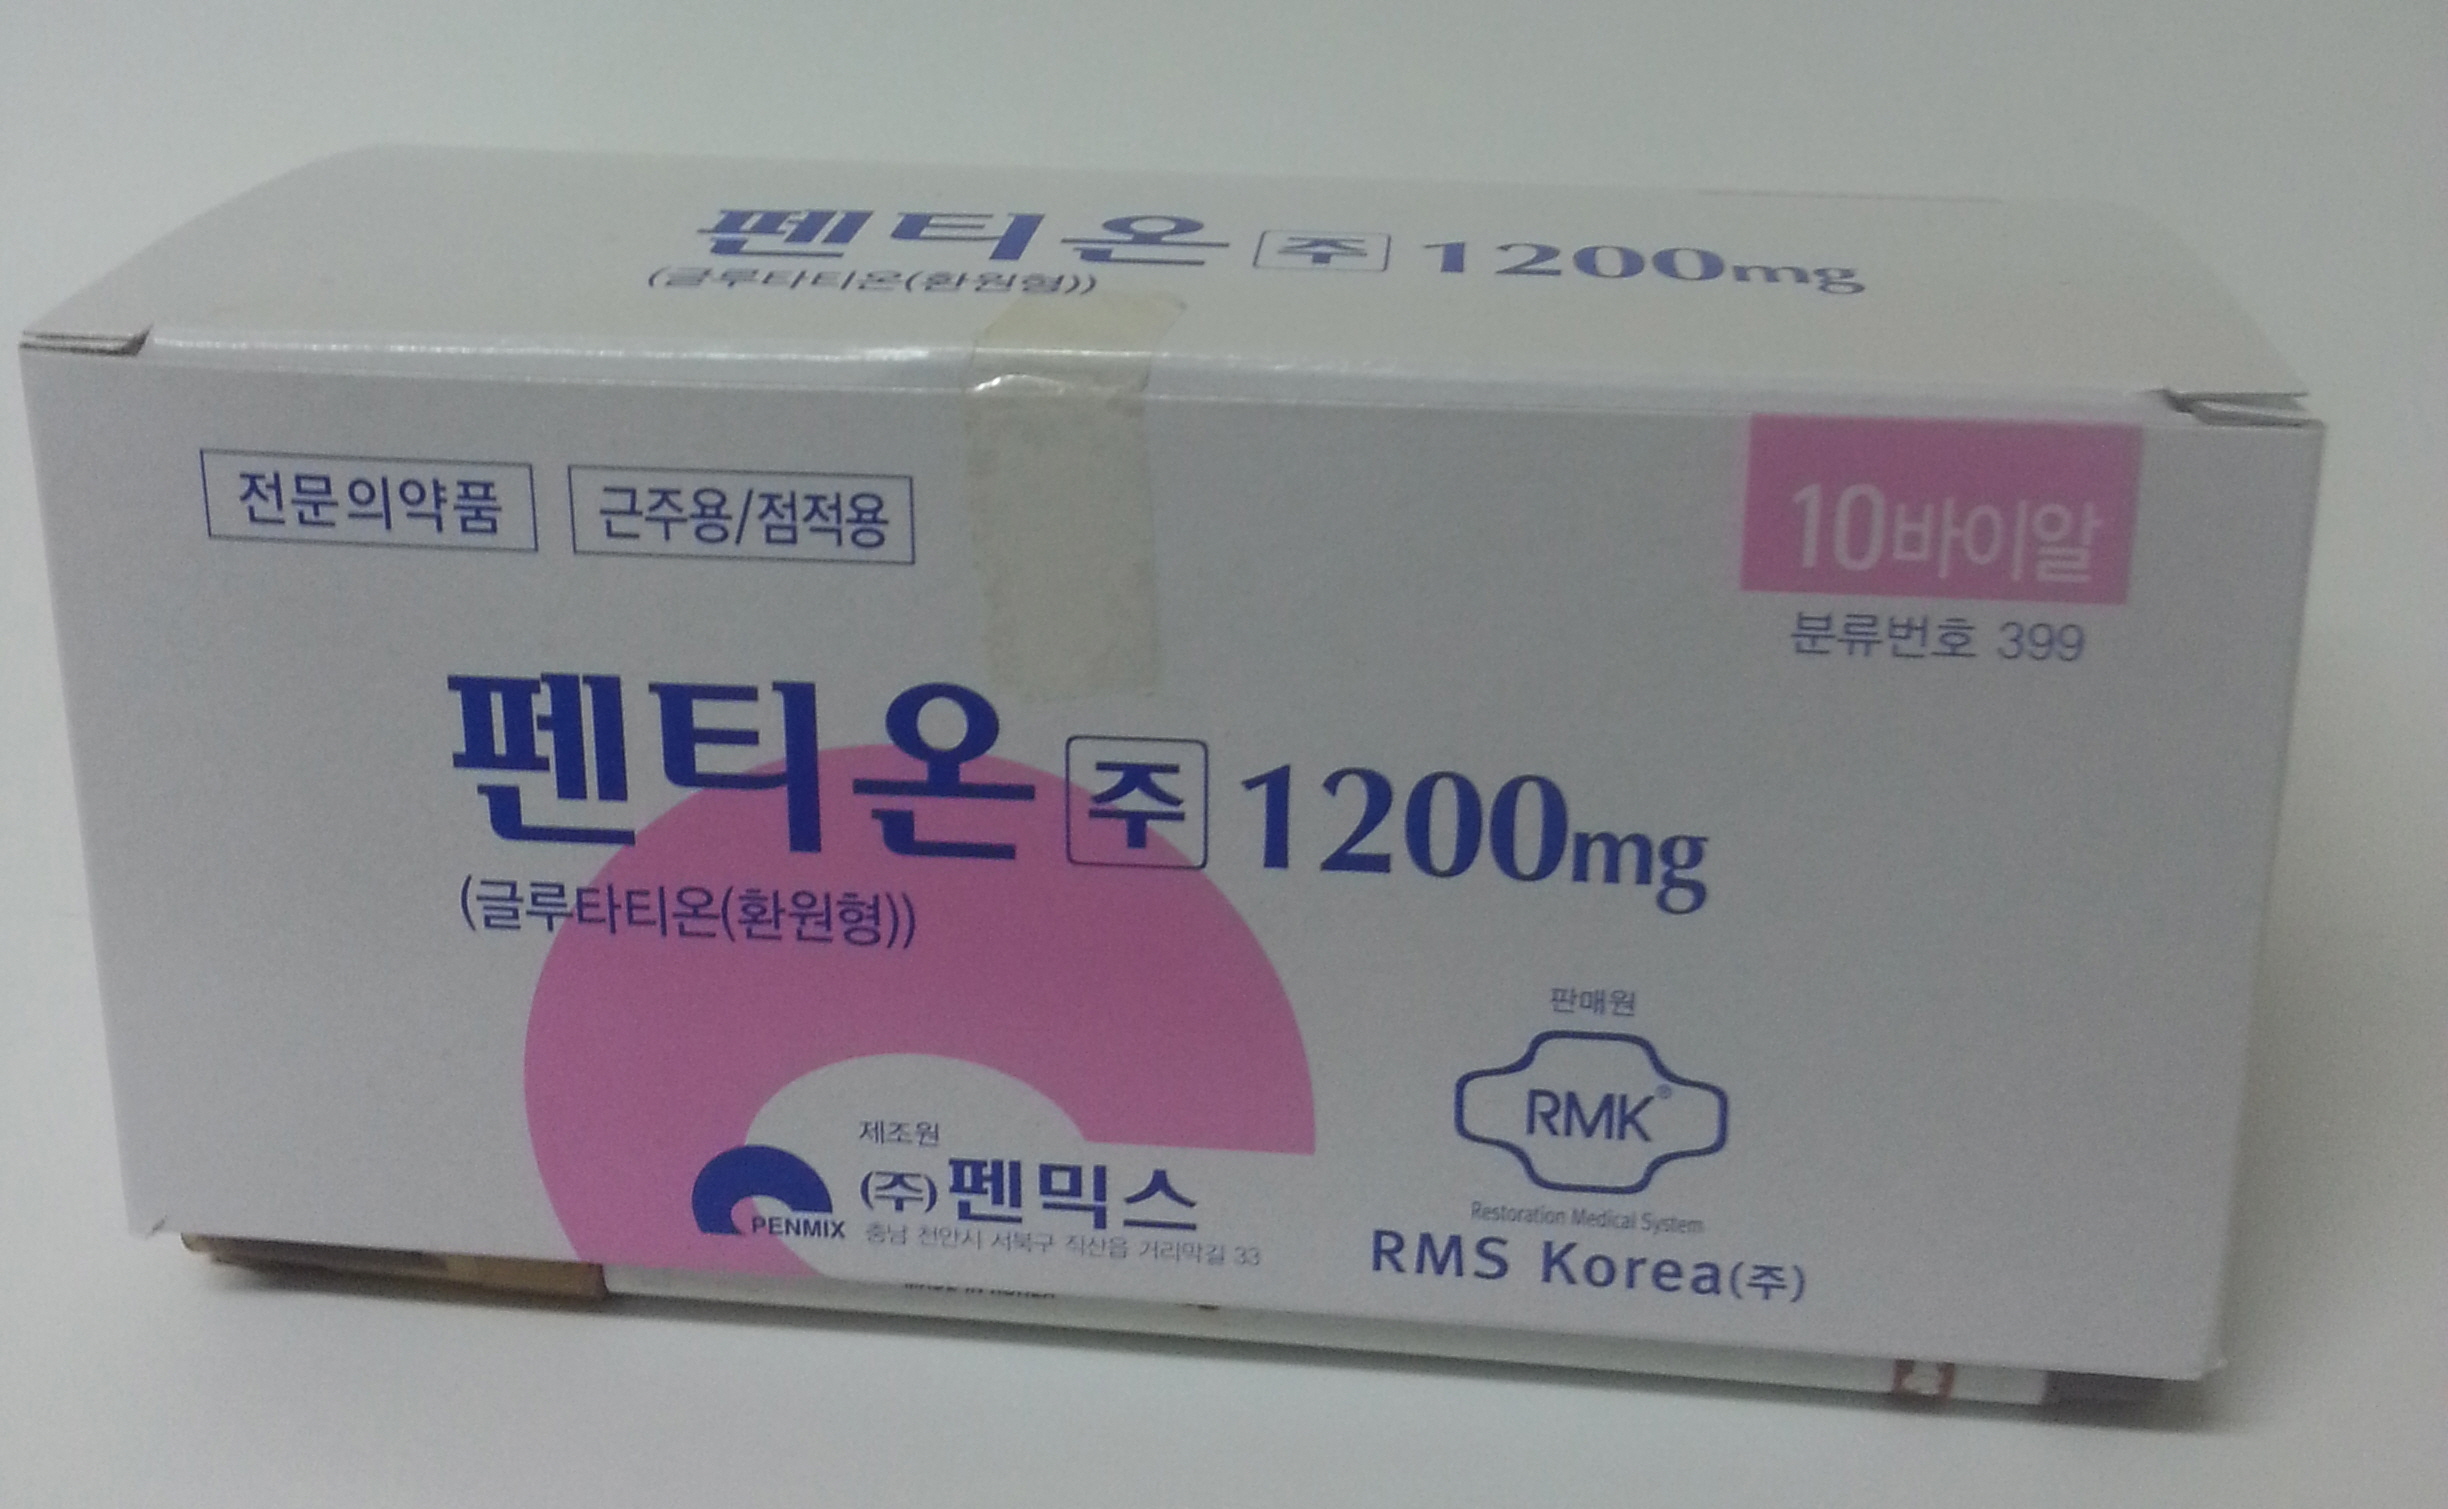 펜티온 주 1200mg
(글루타티온(환원형))
전문의약품 근주용/점적용
10바이알
분류번호 399
펜티온 주 1200mg
(글루타티온(환원형))
판매원
RMK®
Restoration Medical System
RMS Korea(주)
제조원
PENMIX (주)펜믹스
충남 천안시 서북구 직산읍 거리막길 33